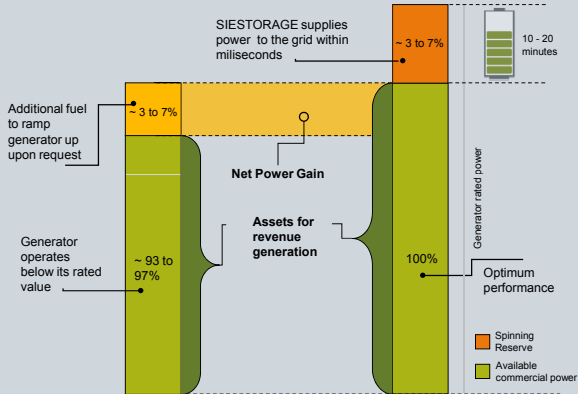 SIESTORAGE supplies
power to the grid within
miliseconds
~ 3 to 7%
10 - 20
minutes
Additional fuel
to ramp
generator up
upon request
~ 3 to 7%
Net Power Gain
Assets for
revenue
generation
Generator
operates
below its rated
value
~ 93 to
97%
100%
Generator rated power
Optimum
performance
Spinning
Reserve
Available
commercial power